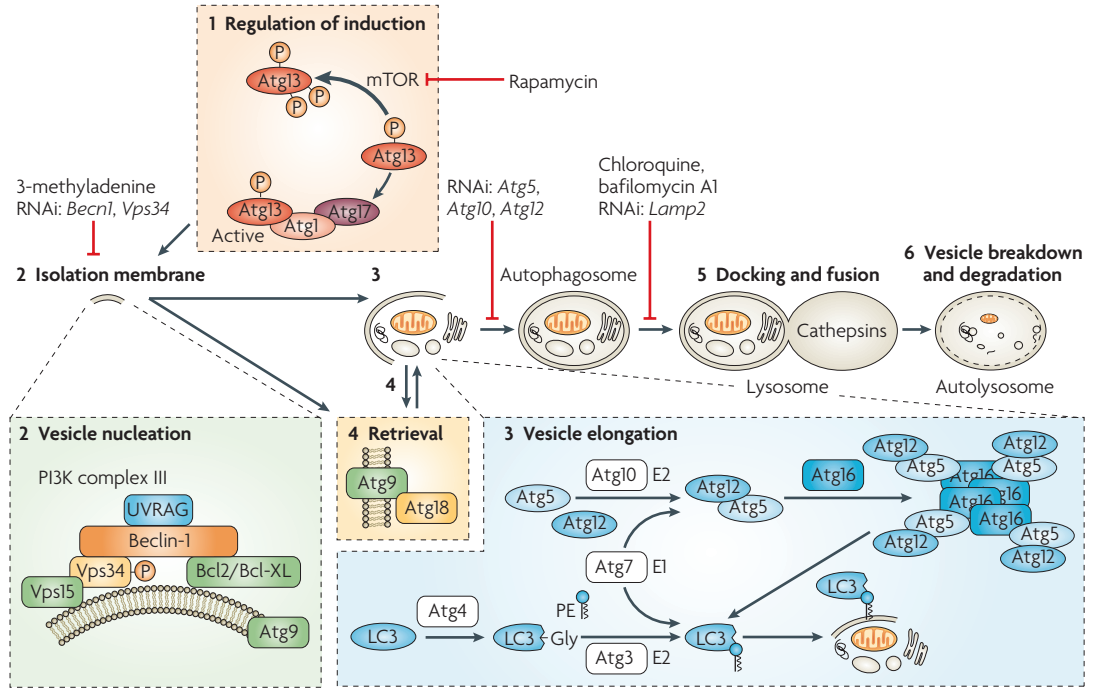 1 Regulation of induction
P
Atg13
P
P
mTOR
Rapamycin
P
Atg13
P
Atg13
Atg1
Atg17
Active
3-methyladenine
RNAi: Becn1, Vps34
RNAi: Atg5,
Atg10, Atg12
Chloroquine,
bafilomycin A1
RNAi: Lamp2
2 Isolation membrane
3
Autophagosome
5 Docking and fusion
6 Vesicle breakdown
and degradation
Cathepsins
Lysosome
Autolysosome
4
2 Vesicle nucleation
PI3K complex III
UVRAG
Beclin-1
Vps34
P
Bcl2/Bcl-XL
Vps15
Atg9
4 Retrieval
Atg9
Atg18
3 Vesicle elongation
Atg5
Atg12
Atg10 E2
Atg12
Atg5
Atg16
Atg12
Atg5
Atg12
Atg5
Atg16
Atg16
Atg16
Atg16
Atg5
Atg12
Atg5
Atg12
Atg7 E1
LC3
Atg4
LC3 Gly
PE
Atg3 E2
LC3
LC3